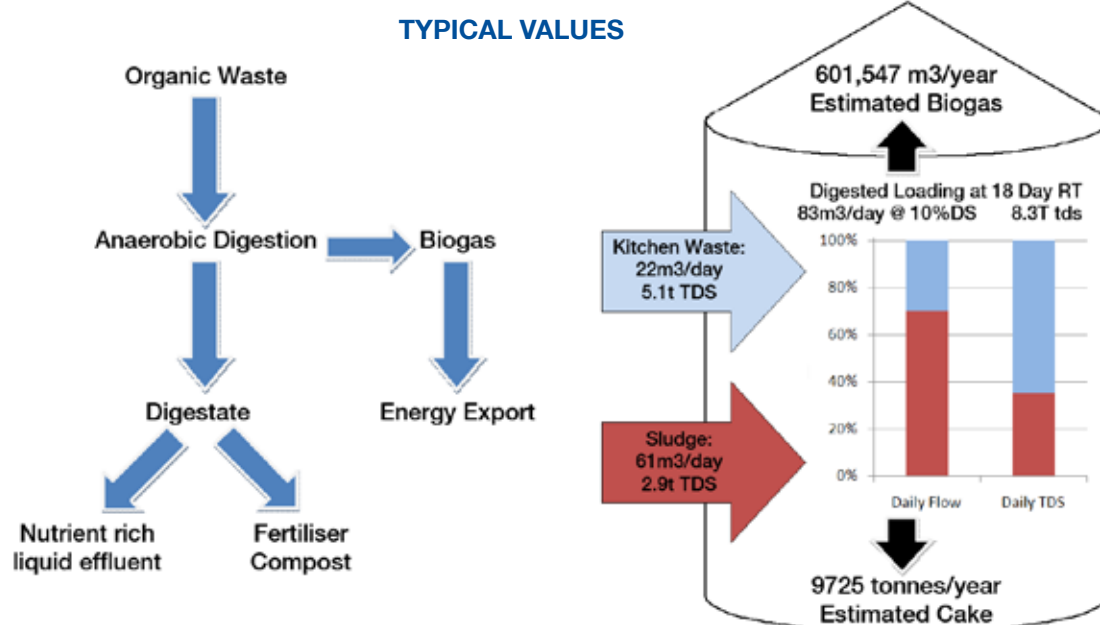 TYPICAL VALUES
Organic Waste
Anaerobic Digestion
Biogas
Digestate
Energy Export
Nutrient rich
liquid effluent
Fertiliser
Compost
601,547 m3/year
Estimated Biogas
Digested Loading at 18 Day RT
83m3/day @ 10%DS 8.3T tds
Kitchen Waste:
22m3/day
5.1t TDS
Sludge:
61m3/day
2.9t TDS
100%
80%
60%
40%
20%
0%
Daily Flow
Daily TDS
9725 tonnes/year
Estimated Cake